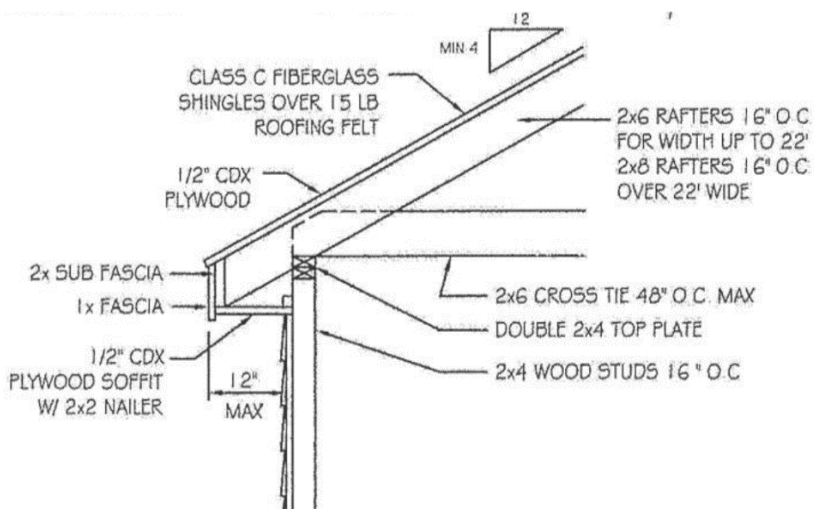 12
MIN 4
CLASS C FIBERGLASS
SHINGLES OVER 15 LB
ROOFING FELT
1/2" CDX
PLYWOOD
2x6 RAFTERS 16" O.C
FOR WIDTH UP TO 22'
2x8 RAFTERS 16" O.C
OVER 22' WIDE
2x SUB FASCIA
1x FASCIA
1/2" CDX
PLYWOOD SOFFIT
W/ 2x2 NAILER
12"
MAX
2x6 CROSS TIE 48" O.C. MAX
DOUBLE 2x4 TOP PLATE
2x4 WOOD STUDS 16" O.C